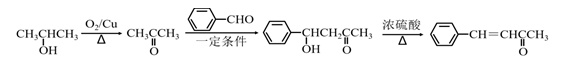 O₂/Cu CHO 浓硫酸
CH₃CHCH₃ △ CH₃CCH₃ 一定条件 CHCH₂CCH₃ △ CH=CHCCH₃
OH O OH O O